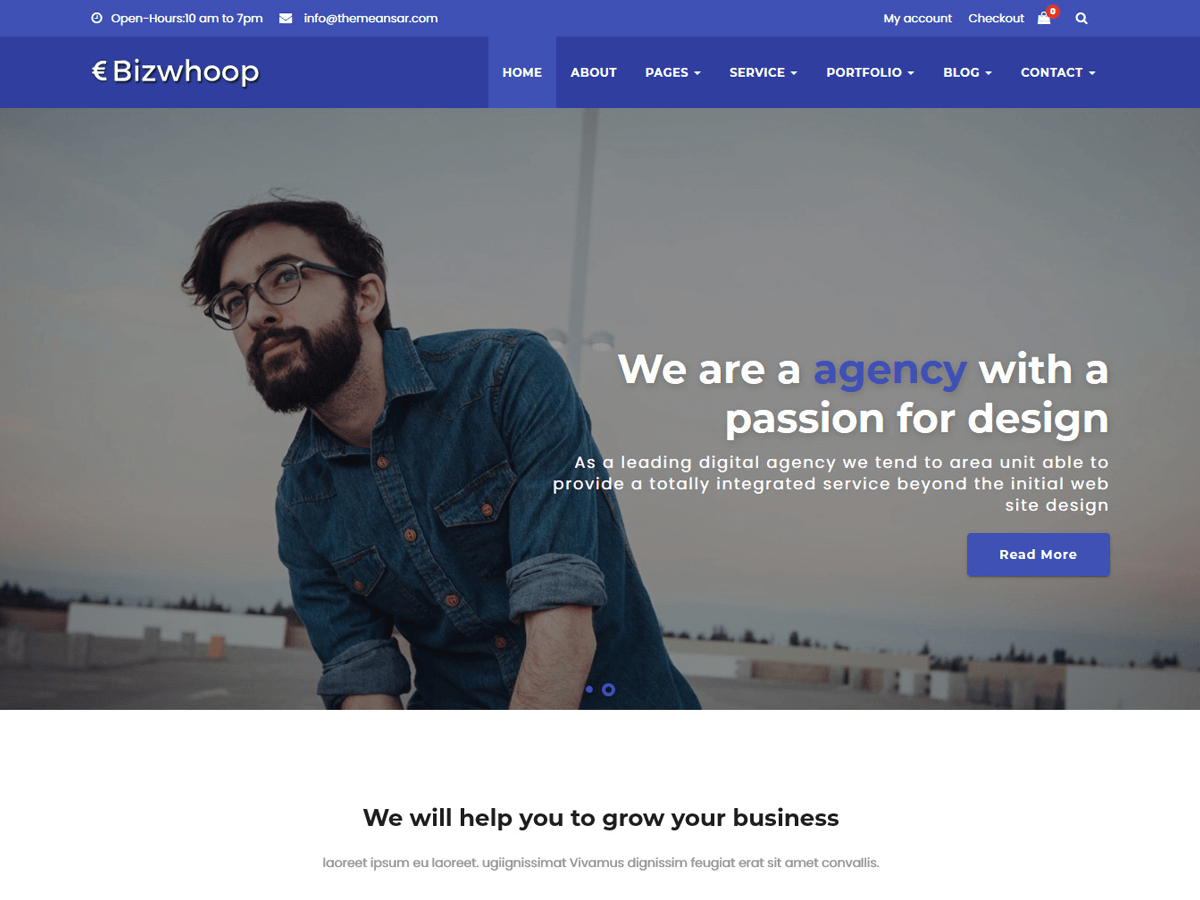 Open-Hours:10 am to 7pm info@themeansar.com My account Checkout 0
€ Bizwhoop HOME ABOUT PAGES SERVICE PORTFOLIO BLOG CONTACT
We are a agency with a
passion for design
As a leading digital agency we tend to area unit able to
provide a totally integrated service beyond the initial web
site design
Read More
We will help you to grow your business
laoreet ipsum eu laoreet. ugiignissimat Vivamus dignissim feugiat erat sit amet convallis.